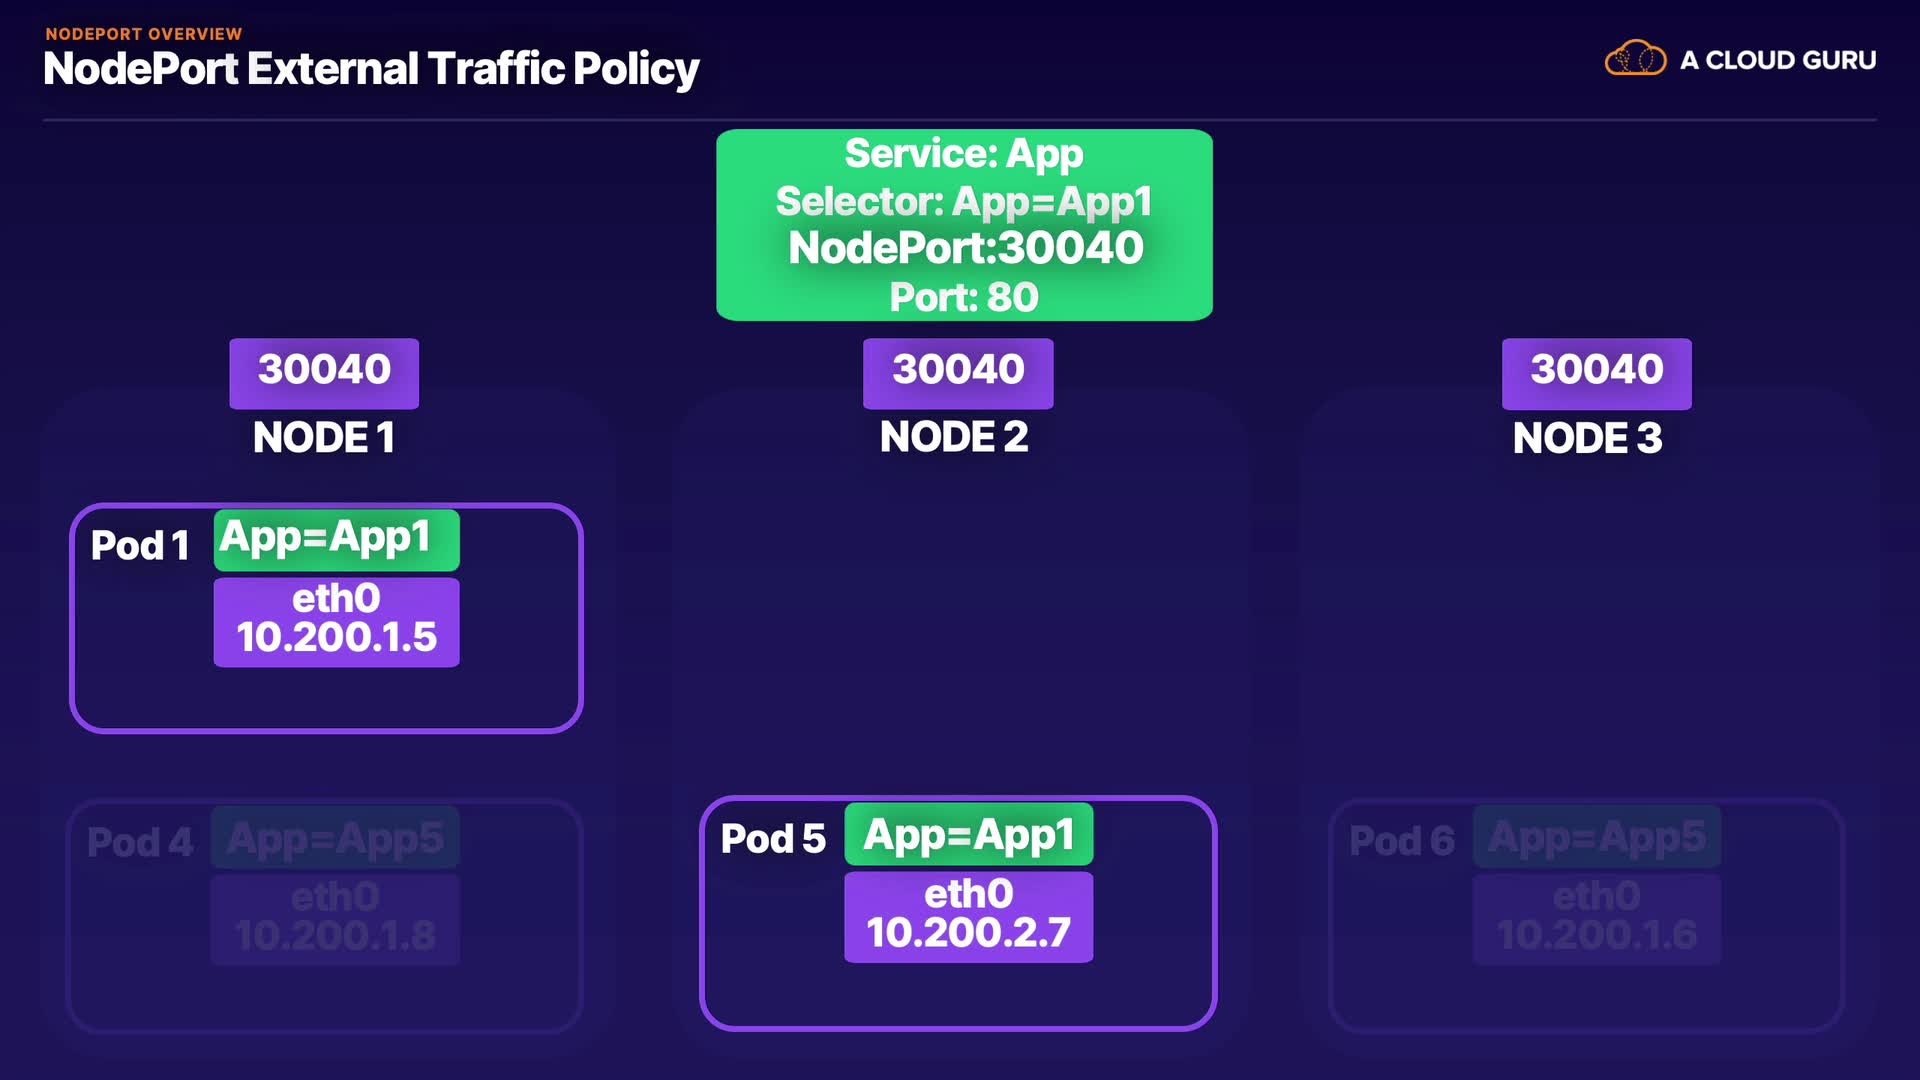 NODEPORT OVERVIEW
NodePort External Traffic Policy
A CLOUD GURU
Service: App
Selector: App=App1
NodePort:30040
Port: 80
30040
30040
30040
NODE 1
NODE 2
NODE 3
Pod 1
App=App1
eth0
10.200.1.5
Pod 4
App=App5
eth0
10.200.1.8
Pod 5
App=App1
eth0
10.200.2.7
Pod 6
App=App5
eth0
10.200.1.6